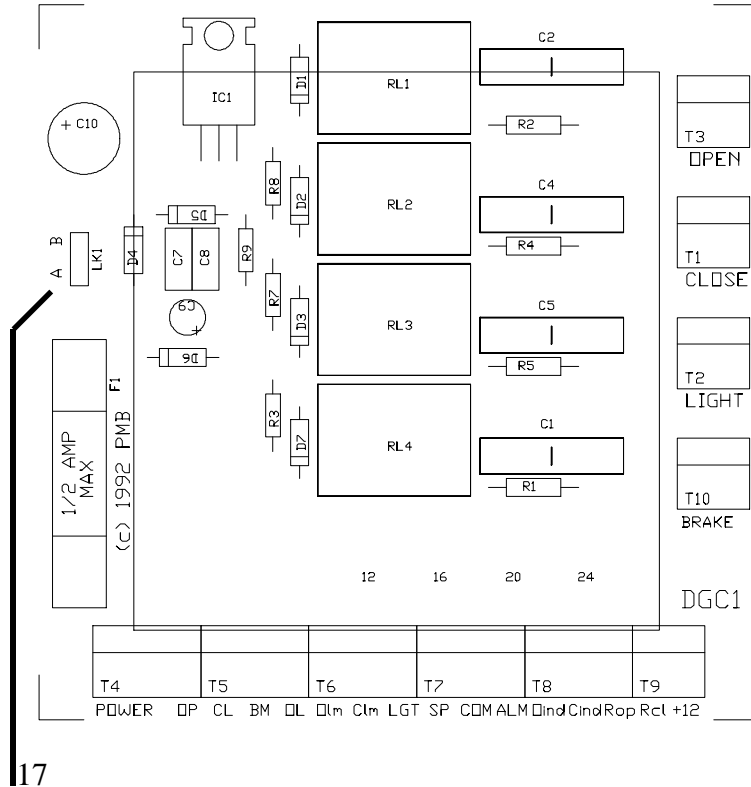 C2
D1
IC1
RL1
+ C10
R2
T3
OPEN
R8
D2
RL2
C4
D5
B
A
LK1
D4
C7
C8
R9
R4
T1
CLOSE
R7
C9
+
D3
RL3
C5
D6
R5
T2
LIGHT
F1
1/2 AMP
MAX
(c) 1992 PMB
R3
D7
RL4
C1
R1
T10
BRAKE
12 16 20 24
DGC1
T4 T5 T6 T7 T8 T9
POWER OP CL BM OL Olm Clm LGT SP COM ALM Oind Cind Rop Rcl +12
17